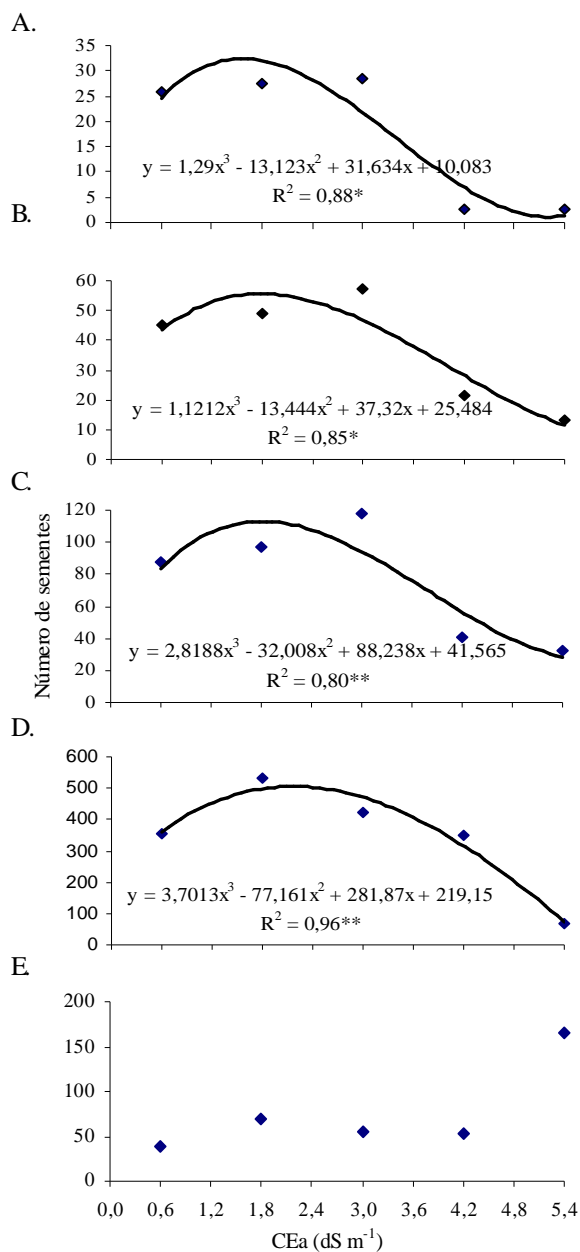 A.
35
30
25
20
15
10
5
0
y = 1,29x³ - 13,123x² + 31,634x + 10,083
R² = 0,88*
B.
60
50
40
30
20
10
0
y = 1,1212x³ - 13,444x² + 37,32x + 25,484
R² = 0,85*
C.
Número de sementes
120
100
80
60
40
20
0
y = 2,8188x³ - 32,008x² + 88,238x + 41,565
R² = 0,80**
D.
600
500
400
300
200
100
0
y = 3,7013x³ - 77,161x² + 281,87x + 219,15
R² = 0,96**
E.
200
150
100
50
0
0,0 0,6 1,2 1,8 2,4 3,0 3,6 4,2 4,8 5,4
CEa (dS m⁻¹)